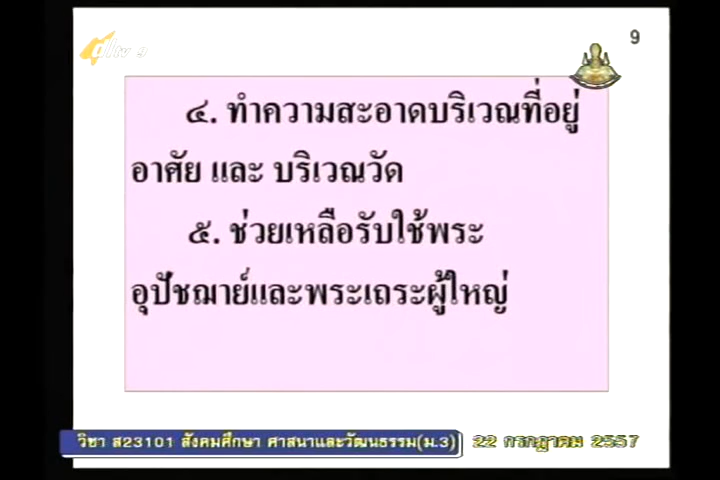 dltv 9
9
๔. ทำความสะอาดบริเวณที่อยู่
อาศัย และ บริเวณวัด
๕. ช่วยเหลือรับใช้พระ
อุปัชฌาย์และพระเถระผู้ใหญ่
วิชา ส23101 สังคมศึกษา ศาสนาและวัฒนธรรม(ม.3)
22 กรกฎาคม 2557